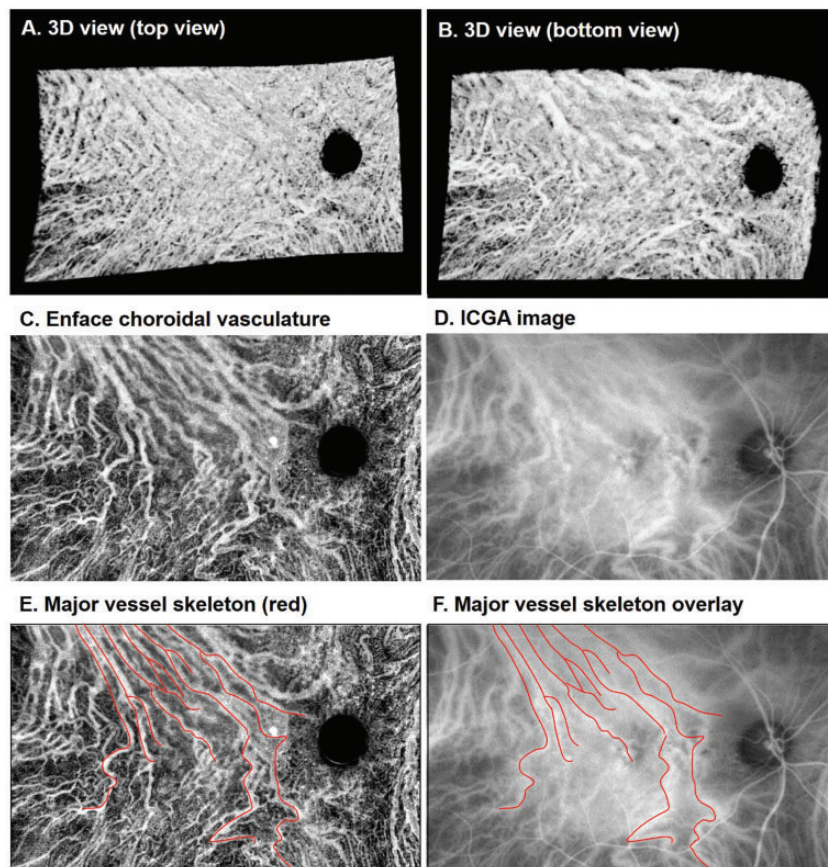 A. 3D view (top view)
B. 3D view (bottom view)
C. Enface choroidal vasculature
D. ICGA image
E. Major vessel skeleton (red)
F. Major vessel skeleton overlay